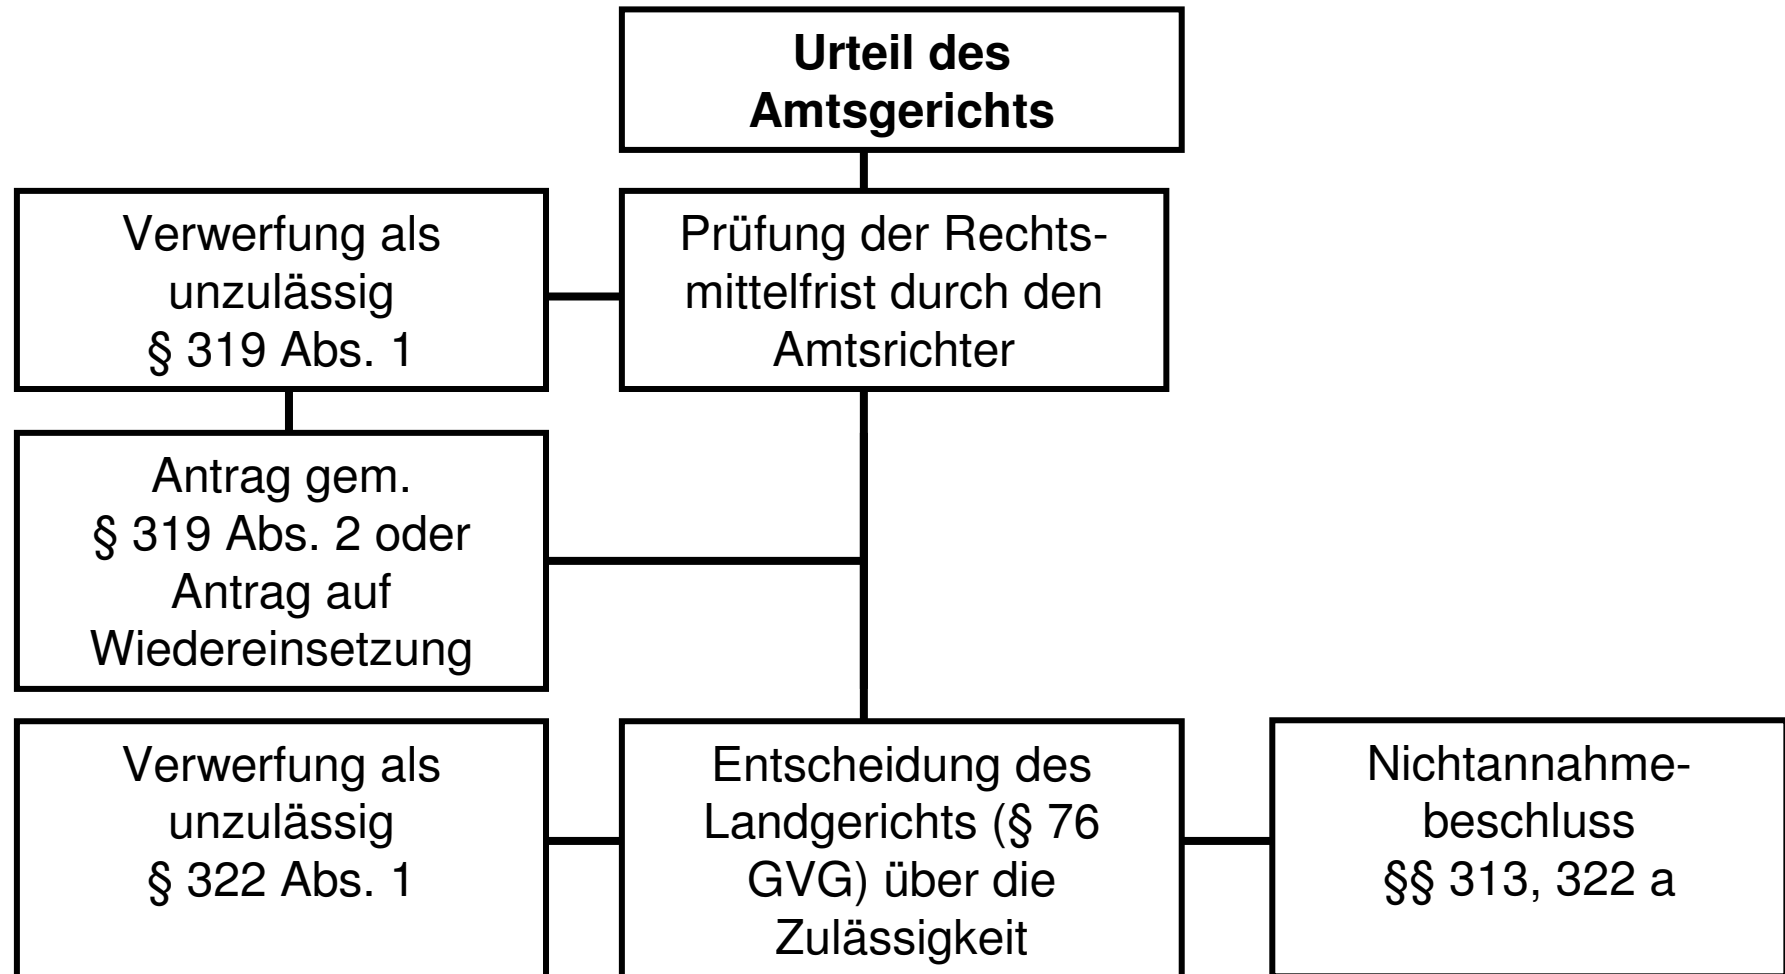 Urteil des
Amtsgerichts
Verwerfung als
unzulässig
§ 319 Abs. 1
Prüfung der Rechts-
mittelfrist durch den
Amtsrichter
Antrag gem.
§ 319 Abs. 2 oder
Antrag auf
Wiedereinsetzung
Verwerfung als
unzulässig
§ 322 Abs. 1
Entscheidung des
Landgerichts (§ 76
GVG) über die
Zulässigkeit
Nichtannahme-
beschluss
§§ 313, 322 a